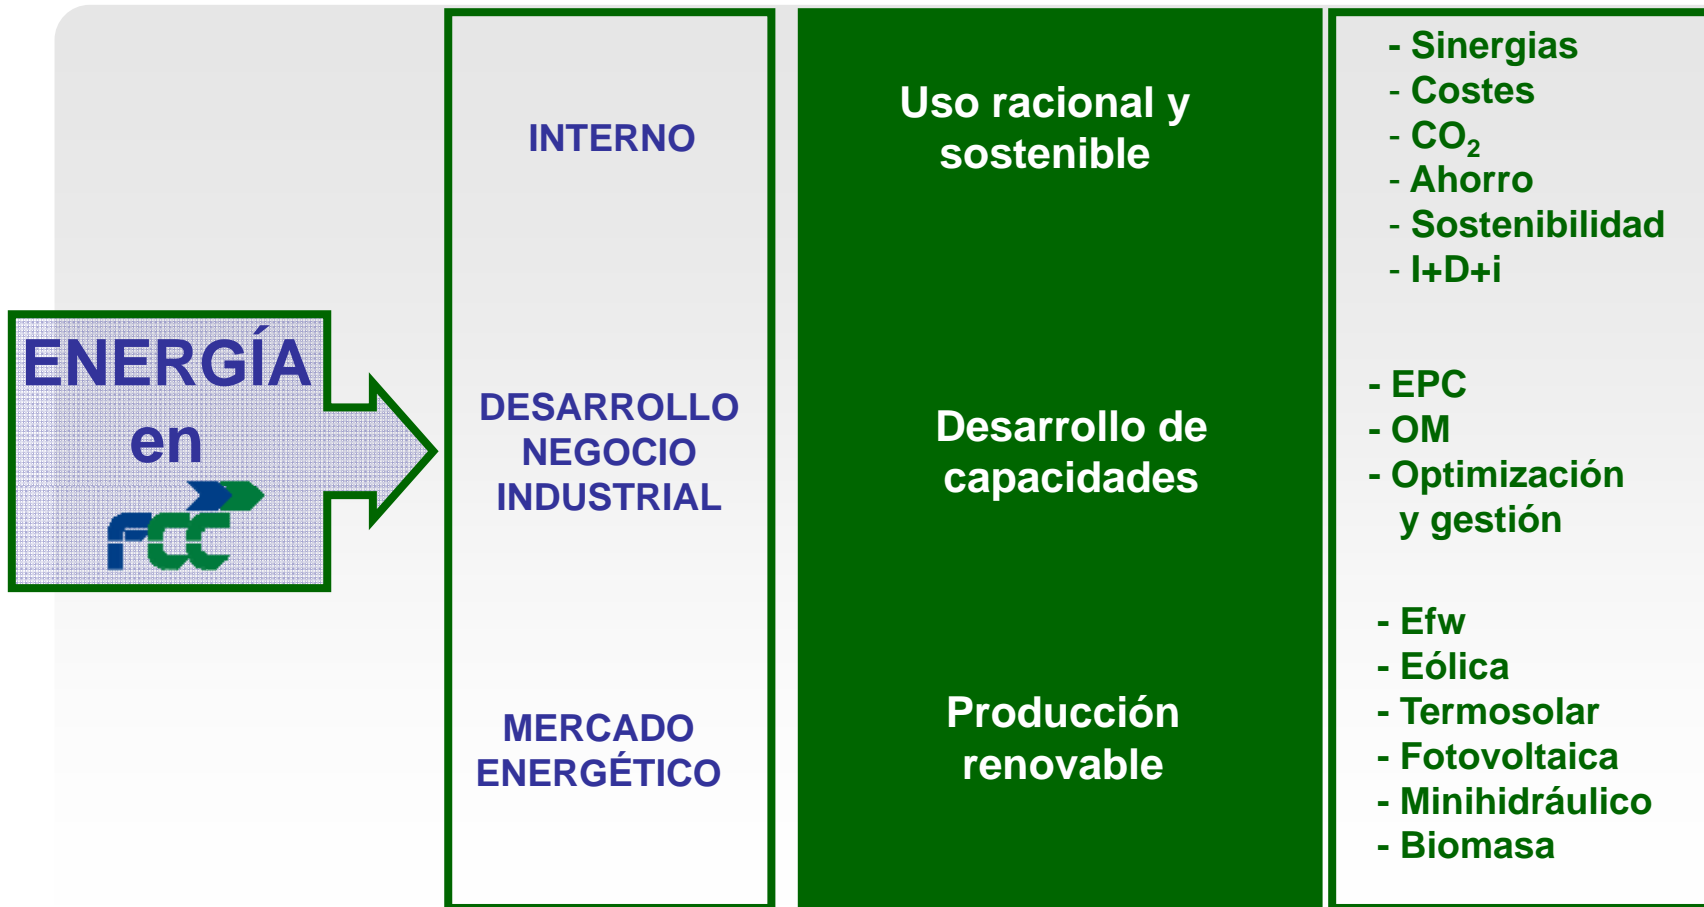 ENERGÍA
en
FCC
INTERNO
Uso racional y
sostenible
- Sinergias
- Costes
- CO₂
- Ahorro
- Sostenibilidad
- I+D+i
DESARROLLO
NEGOCIO
INDUSTRIAL
Desarrollo de
capacidades
- EPC
- OM
- Optimización
y gestión
MERCADO
ENERGÉTICO
Producción
renovable
- Efw
- Eólica
- Termosolar
- Fotovoltaica
- Minihidráulico
- Biomasa